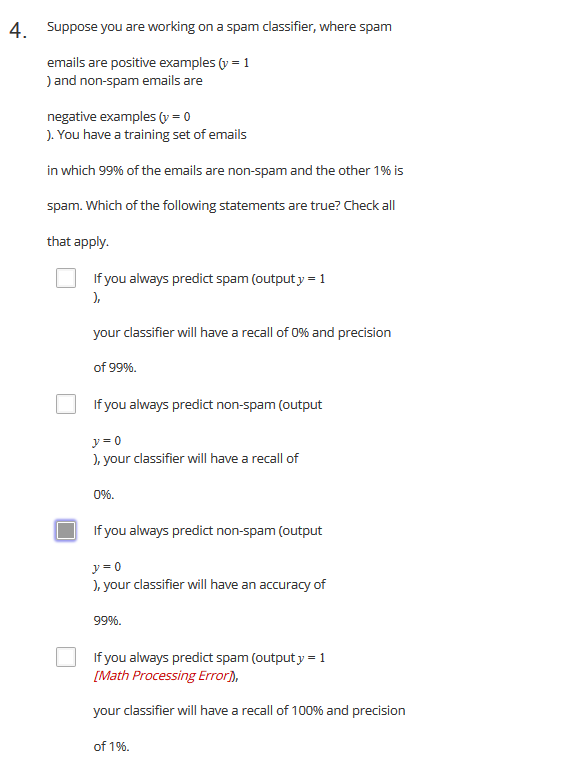 4. Suppose you are working on a spam classifier, where spam
emails are positive examples (y = 1
) and non-spam emails are
negative examples (y = 0
). You have a training set of emails
in which 99% of the emails are non-spam and the other 1% is
spam. Which of the following statements are true? Check all
that apply.
If you always predict spam (output y = 1
),
your classifier will have a recall of 0% and precision
of 99%.
If you always predict non-spam (output
y = 0
), your classifier will have a recall of
0%.
If you always predict non-spam (output
y = 0
), your classifier will have an accuracy of
99%.
If you always predict spam (output y = 1
[Math Processing Error]),
your classifier will have a recall of 100% and precision
of 1%.